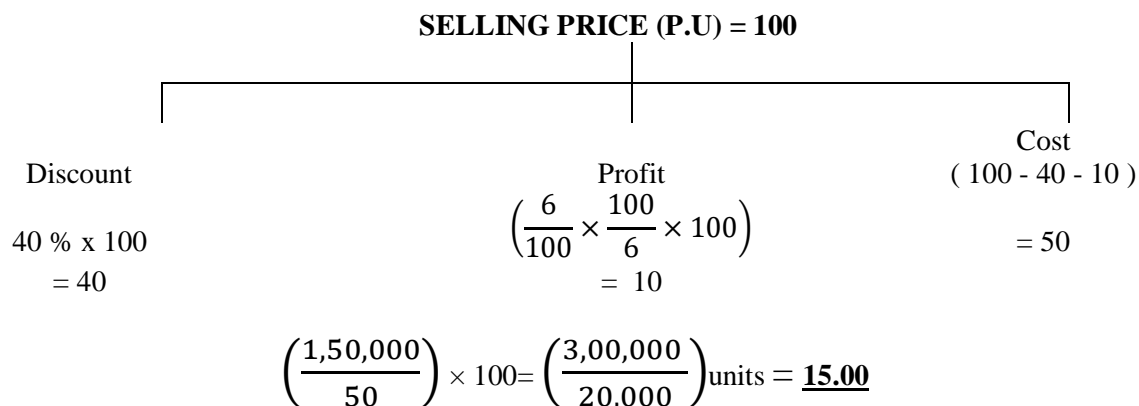 SELLING PRICE (P.U) = 100
Discount
40 % x 100
= 40
Profit
(6/100 × 100/6 × 100)
= 10
Cost
( 100 - 40 - 10 )
= 50
(1,50,000/50) × 100= (3,00,000/20,000)units = 15.00